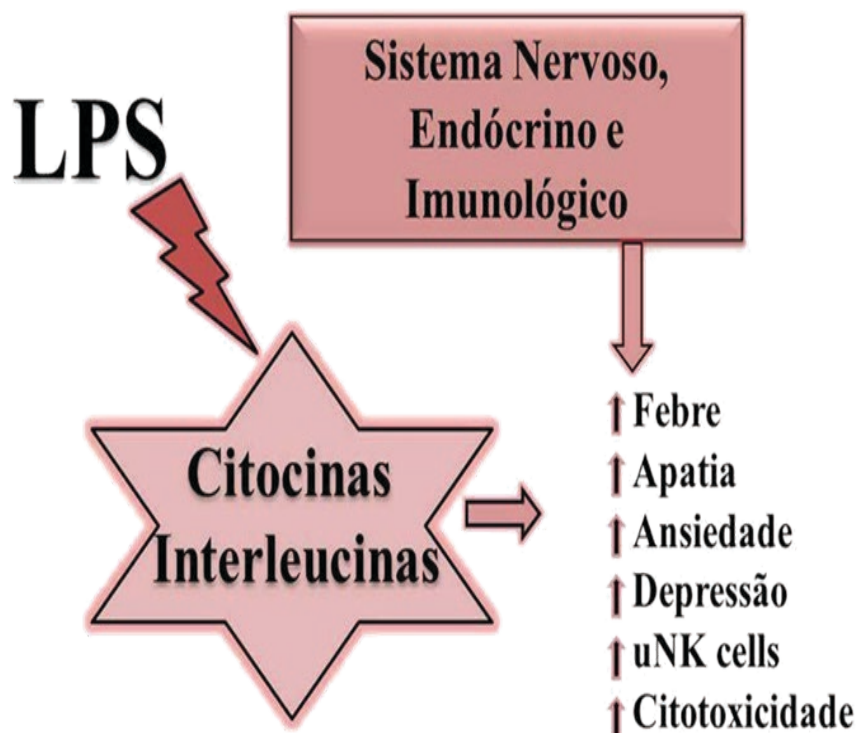 LPS
Sistema Nervoso,
Endócrino e
Imunológico
Citocinas
Interleucinas
↑ Febre
↑ Apatia
↑ Ansiedade
↑ Depressão
↑ uNK cells
↑ Citotoxicidade